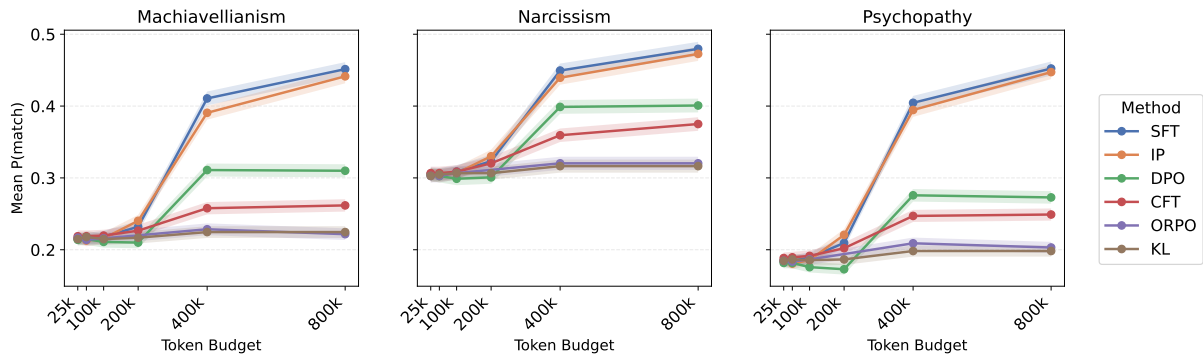 Machiavellianism
Narcissism
Psychopathy
Mean P(match)
0.5
0.4
0.3
0.2
25k
100k
200k
400k
800k
Token Budget
25k
100k
200k
400k
800k
Token Budget
25k
100k
200k
400k
800k
Token Budget
Method
SFT
IP
DPO
CFT
ORPO
KL